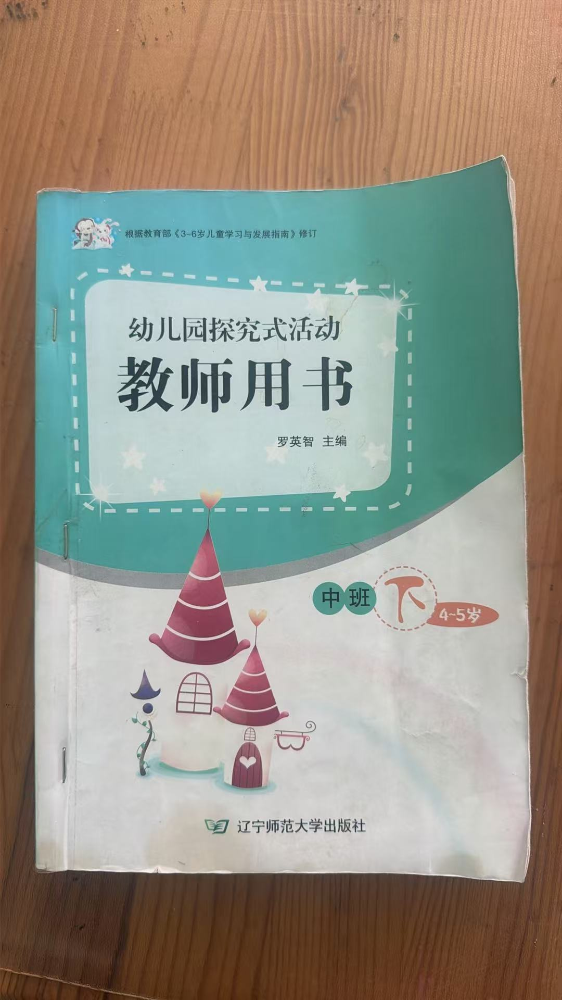 根据教育部《3~6岁儿童学习与发展指南》修订
幼儿园探究式活动
教师用书
罗英智 主编
中班 下 4~5岁
辽宁师范大学出版社